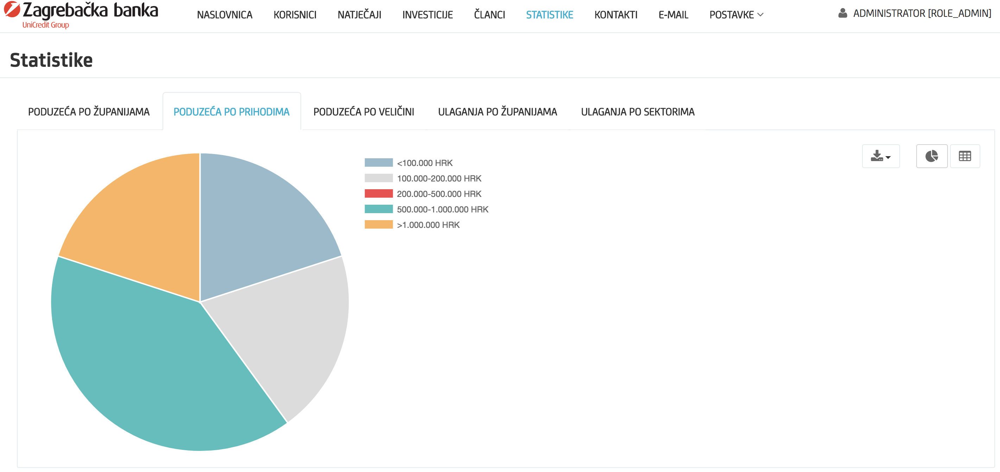 Zagrebačka banka
UniCredit Group
NASLOVNICA KORISNICI NATJEČAJI INVESTICIJE ČLANCI STATISTIKE KONTAKTI E-MAIL POSTAVKE
ADMINISTRATOR [ROLE_ADMIN]
Statistike
PODUZEĆA PO ŽUPANIJAMA PODUZEĆA PO PRIHODIMA PODUZEĆA PO VELIČINI ULAGANJA PO ŽUPANIJAMA ULAGANJA PO SEKTORIMA
<100.000 HRK
100.000-200.000 HRK
200.000-500.000 HRK
500.000-1.000.000 HRK
>1.000.000 HRK